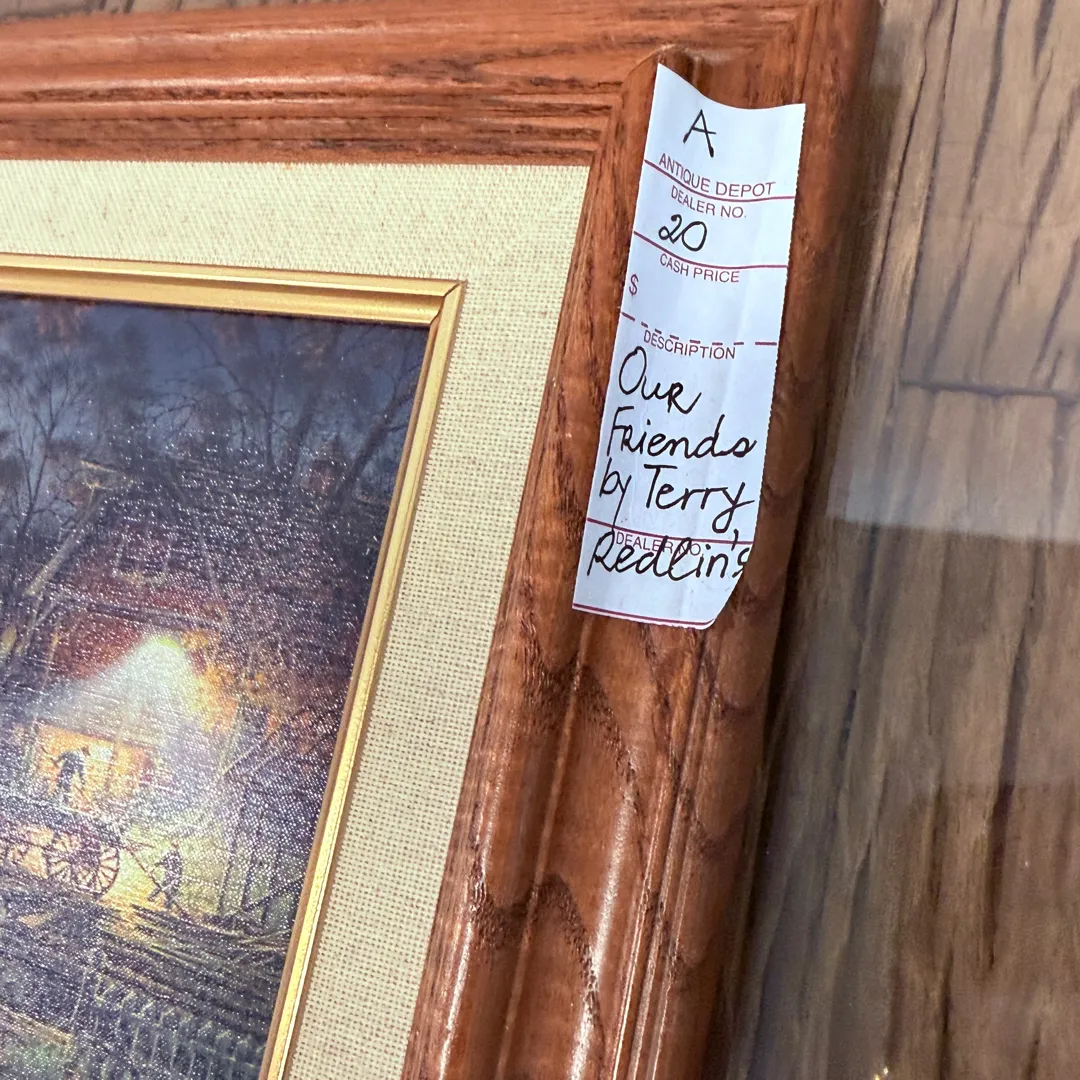 A
ANTIQUE DEPOT
DEALER NO.
20
CASH PRICE
$
DESCRIPTION
Our
Friends
by Terry
DEALER NO.
Redlin's